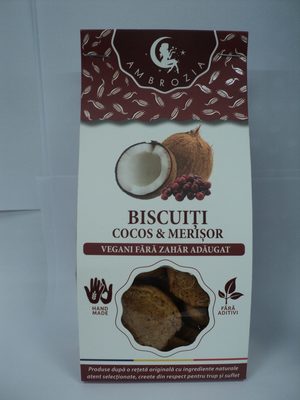 AMBROZIA
BISCUIȚI
COCOS & MERIȘOR
VEGANI FĂRĂ ZAHĂR ADĂUGAT
HAND
MADE
FĂRĂ
ADITIVI
Produse după o rețetă originală cu ingrediente naturale
atent selecționate, create din respect pentru trup și suflet